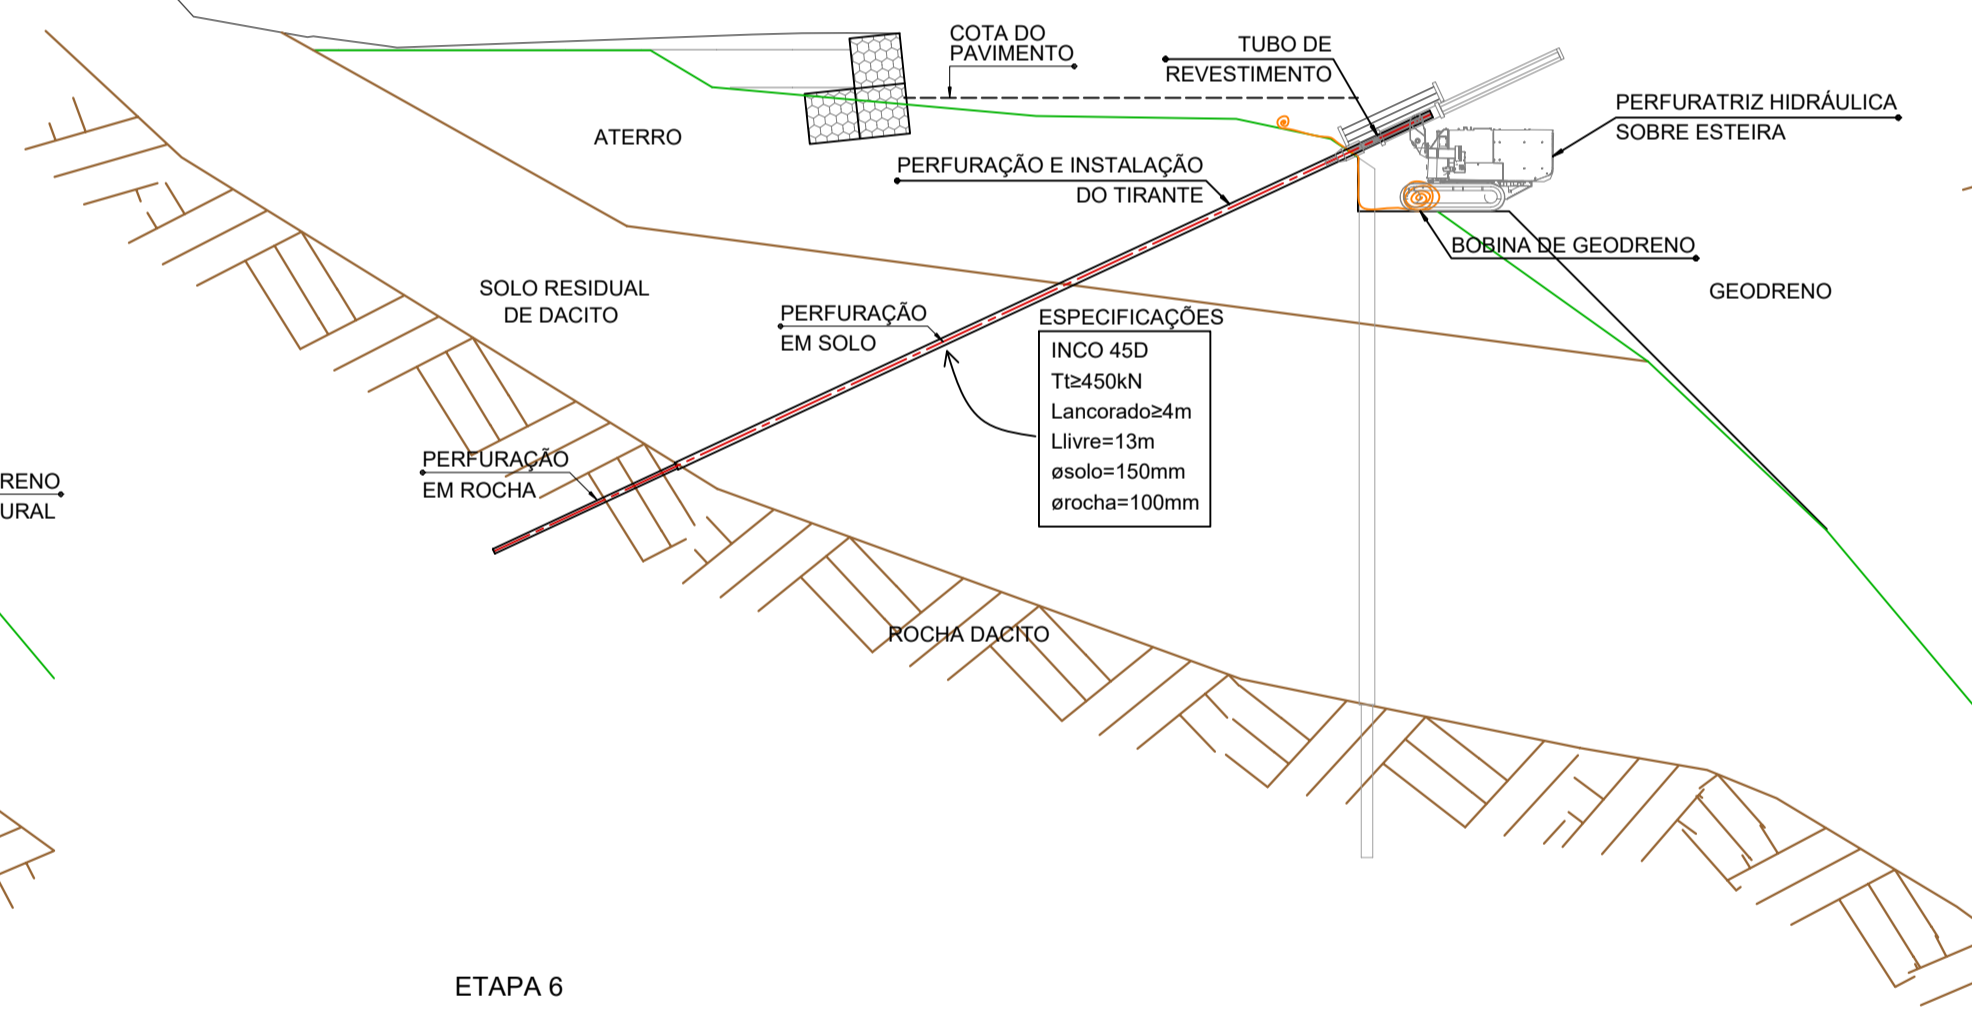 COTA DO
PAVIMENTO
TUBO DE
REVESTIMENTO
PERFURATRIZ HIDRÁULICA
SOBRE ESTEIRA
ATERRO
PERFURAÇÃO E INSTALAÇÃO
DO TIRANTE
BOBINA DE GEODRENO
GEODRENO
SOLO RESIDUAL
DE DACITO
PERFURAÇÃO
EM SOLO
ESPECIFICAÇÕES
INCO 45D
Tt≥450kN
Lancorado≥4m
Llivre=13m
øsolo=150mm
ørocha=100mm
PERFURAÇÃO
EM ROCHA
RENO
URAL
ROCHA DACITO
ETAPA 6